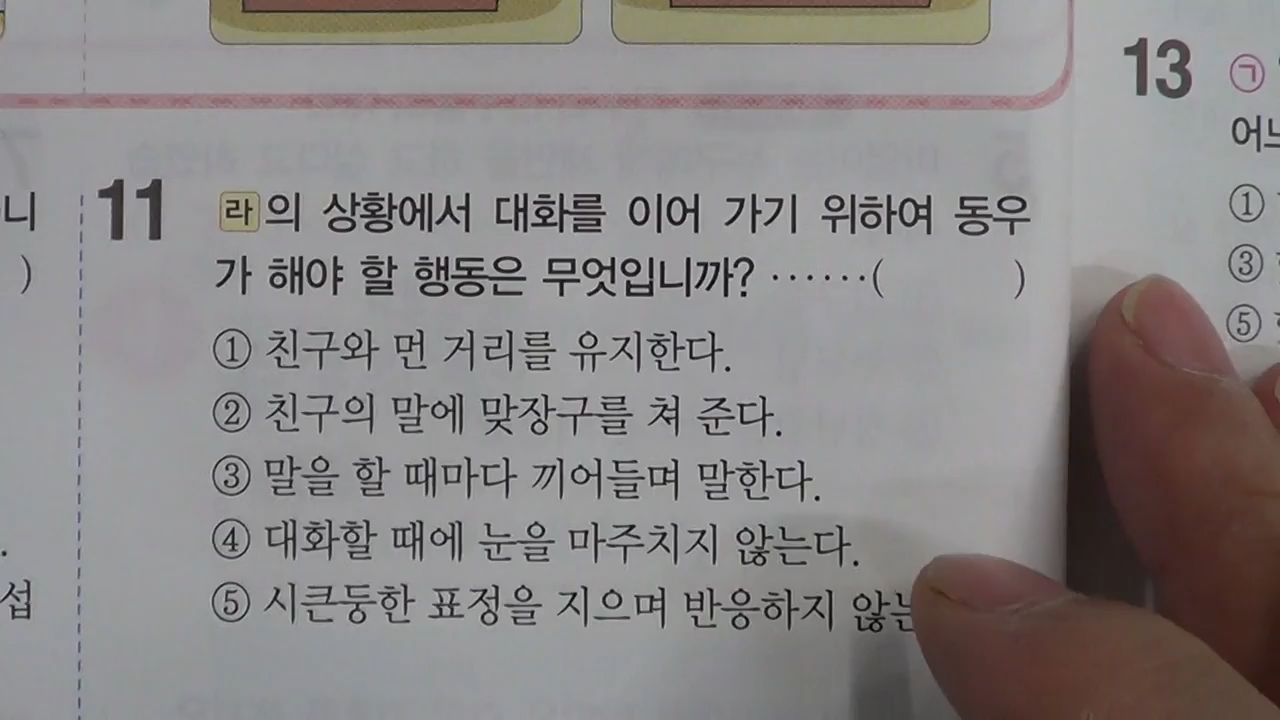 니
)
.
섭
11 라 의 상황에서 대화를 이어 가기 위하여 동우
가 해야 할 행동은 무엇입니까? ……( )
① 친구와 먼 거리를 유지한다.
② 친구의 말에 맞장구를 쳐 준다.
③ 말을 할 때마다 끼어들며 말한다.
④ 대화할 때에 눈을 마주치지 않는다.
⑤ 시큰둥한 표정을 지으며 반응하지
13 ㉠
①
③
⑤